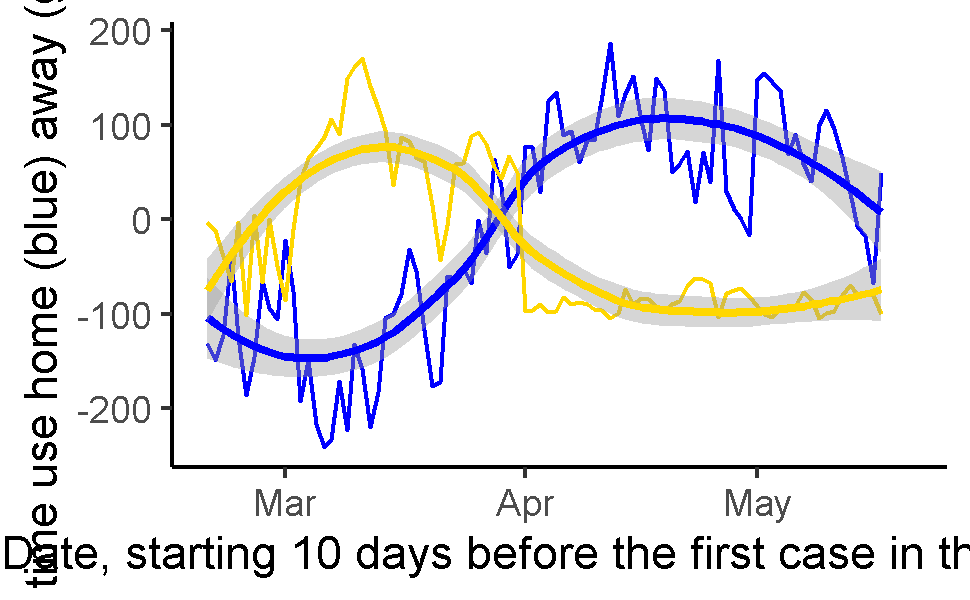 time use home (blue) away (
200
100
0
-100
-200
Mar Apr May
Date, starting 10 days before the first case in th